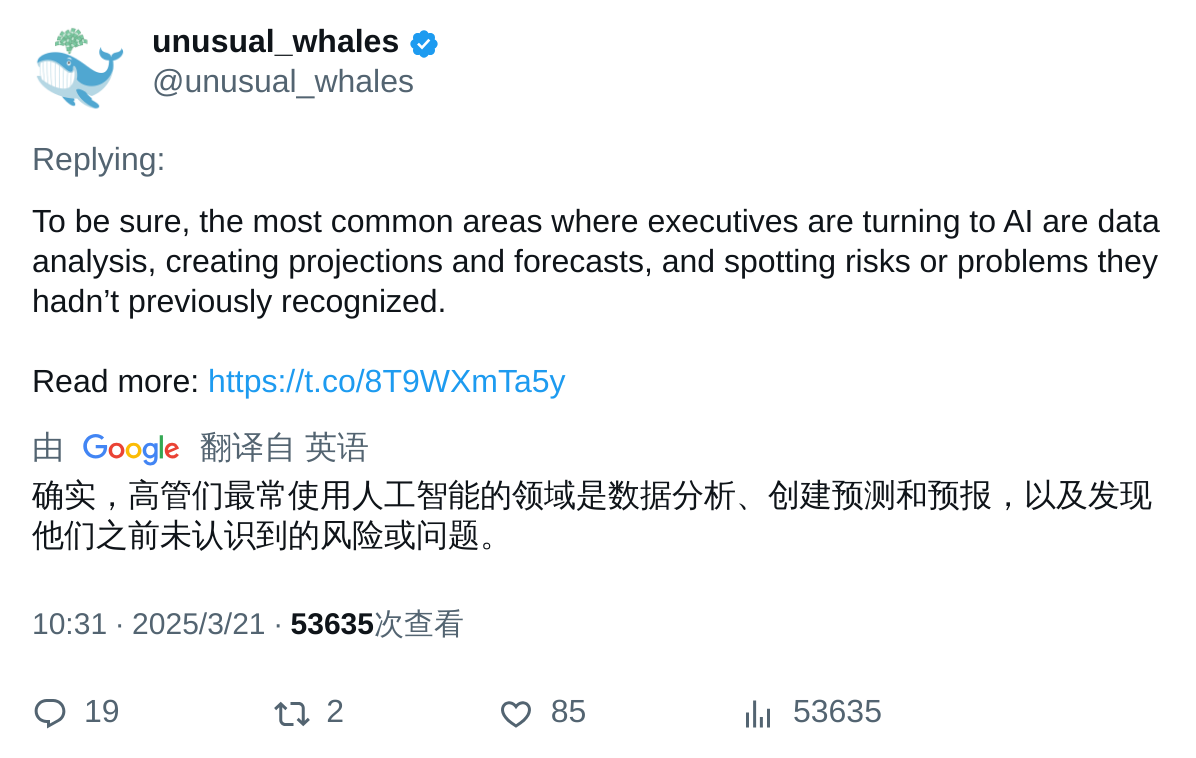 unusual_whales
@unusual_whales
Replying:
To be sure, the most common areas where executives are turning to AI are data
analysis, creating projections and forecasts, and spotting risks or problems they
hadn’t previously recognized.
Read more: https://t.co/8T9WXmTa5y
由 Google 翻译自 英语
确实，高管们最常使用人工智能的领域是数据分析、创建预测和预报，以及发现
他们之前未认识到的风险或问题。
10:31 · 2025/3/21 · 53635次查看
19 2 85 53635